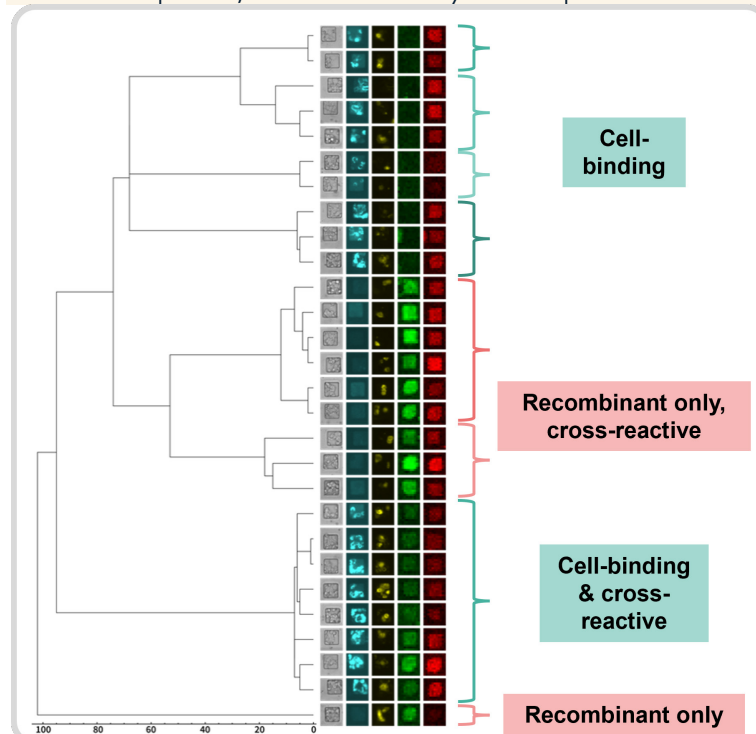 Cell-
binding
Recombinant only,
cross-reactive
Cell-binding
& cross-
reactive
Recombinant only
100 80 60 40 20 0